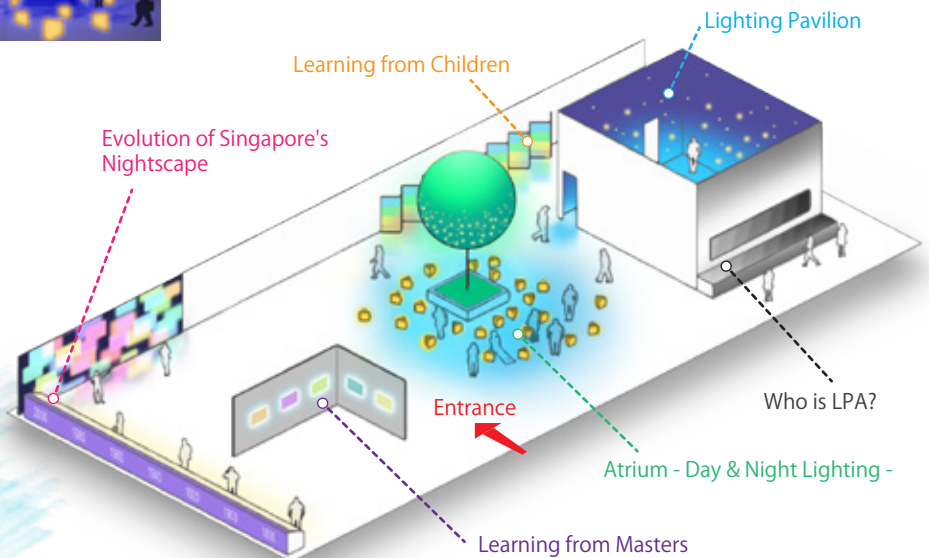 Lighting Pavilion
Learning from Children
Evolution of Singapore's
Nightscape
Entrance
Who is LPA?
Atrium - Day & Night Lighting -
Learning from Masters